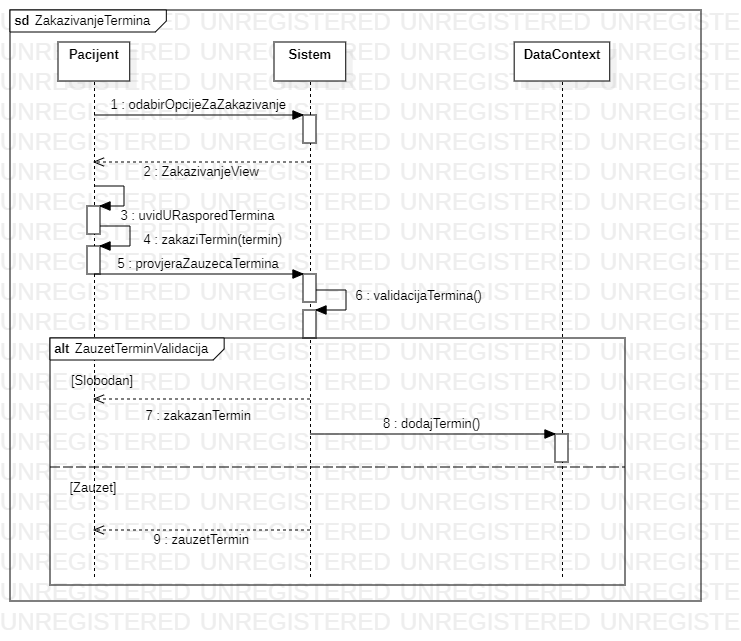 sd ZakazivanjeTermina
Pacijent
Sistem
DataContext
1 : odabirOpcijeZaZakazivanje
2 : ZakazivanjeView
3 : uvidURasporedTermina
4 : zakaziTermin(termin)
5 : provjeraZauzecaTermina
6 : validacijaTermina()
alt ZauzetTerminValidacija
[Slobodan]
7 : zakazanTermin
8 : dodajTermin()
[Zauzet]
9 : zauzetTermin
UNREGISTERED